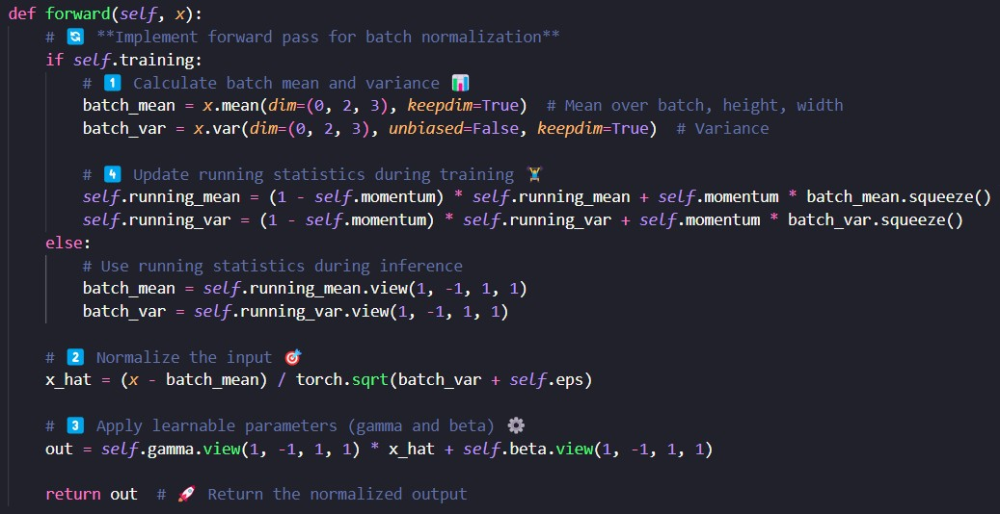 def forward(self, x):
    # 🔄 **Implement forward pass for batch normalization**
    if self.training:
        # 1️⃣ Calculate batch mean and variance 📊
        batch_mean = x.mean(dim=(0, 2, 3), keepdim=True)  # Mean over batch, height, width
        batch_var = x.var(dim=(0, 2, 3), unbiased=False, keepdim=True)  # Variance

        # 4️⃣ Update running statistics during training 🏋️
        self.running_mean = (1 - self.momentum) * self.running_mean + self.momentum * batch_mean.squeeze()
        self.running_var = (1 - self.momentum) * self.running_var + self.momentum * batch_var.squeeze()
    else:
        # Use running statistics during inference
        batch_mean = self.running_mean.view(1, -1, 1, 1)
        batch_var = self.running_var.view(1, -1, 1, 1)

    # 2️⃣ Normalize the input 🎯
    x_hat = (x - batch_mean) / torch.sqrt(batch_var + self.eps)

    # 3️⃣ Apply learnable parameters (gamma and beta) ⚙️
    out = self.gamma.view(1, -1, 1, 1) * x_hat + self.beta.view(1, -1, 1, 1)

    return out  # 🚀 Return the normalized output